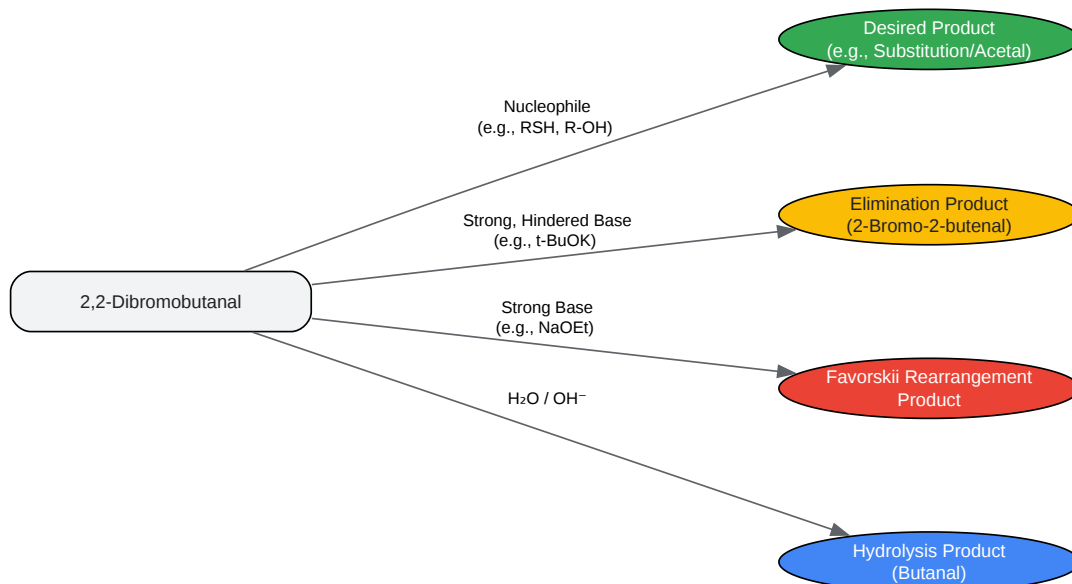 Desired Product
(e.g., Substitution/Acetal)
Nucleophile
(e.g., RSH, R-OH)
Elimination Product
(2-Bromo-2-butenal)
Strong, Hindered Base
(e.g., t-BuOK)
2,2-Dibromobutanal
Strong Base
(e.g., NaOEt)
Favorskii Rearrangement
Product
H₂O / OH⁻
Hydrolysis Product
(Butanal)